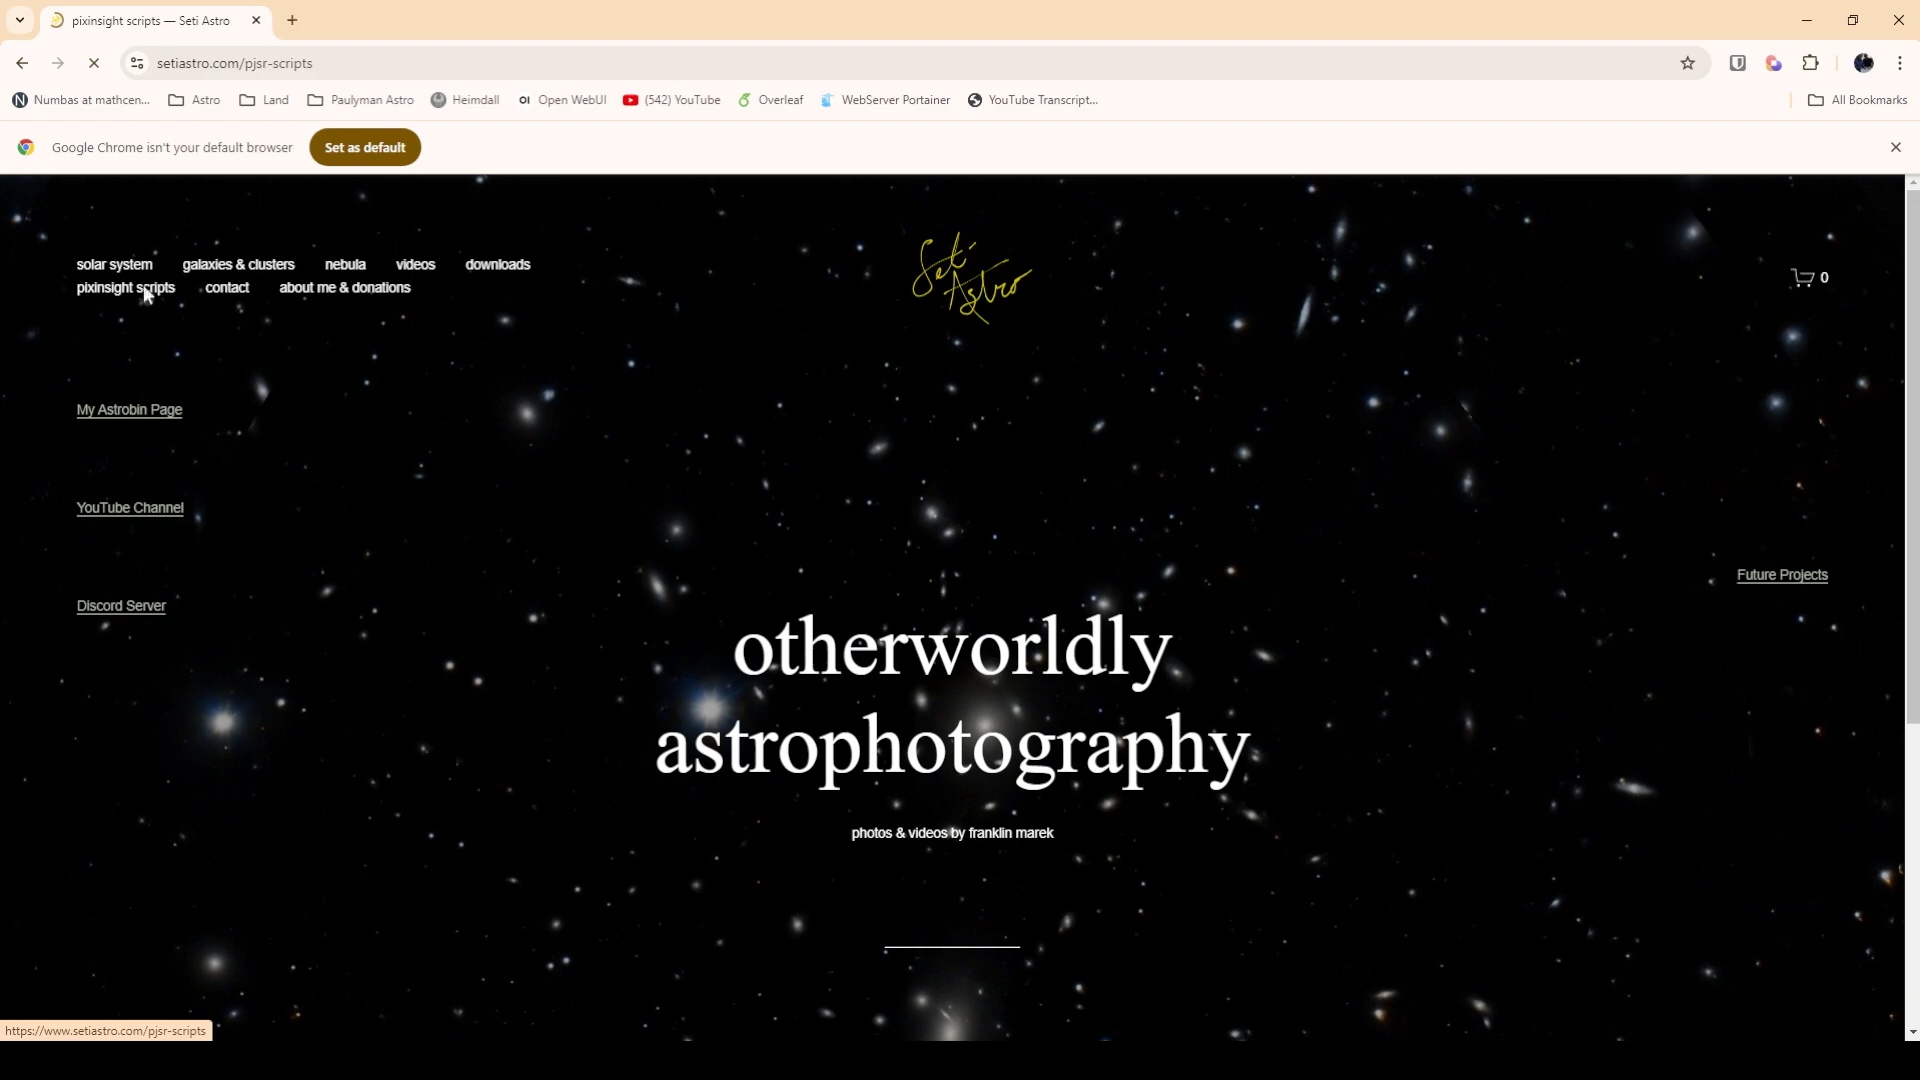 pixinsight scripts — Seti Astro
setiastro.com/pjsr-scripts
Numbas at mathcen... Astro Land Paulyman Astro Heimdall Open WebUI (542) YouTube Overleaf WebServer Portainer YouTube Transcript... All Bookmarks
Google Chrome isn't your default browser Set as default
solar system galaxies & clusters nebula videos downloads
pixinsight scripts contact about me & donations
Seti
Astro
0
My Astrobin Page
YouTube Channel
Future Projects
Discord Server
otherworldly
astrophotography
photos & videos by franklin marek
https://www.setiastro.com/pjsr-scripts